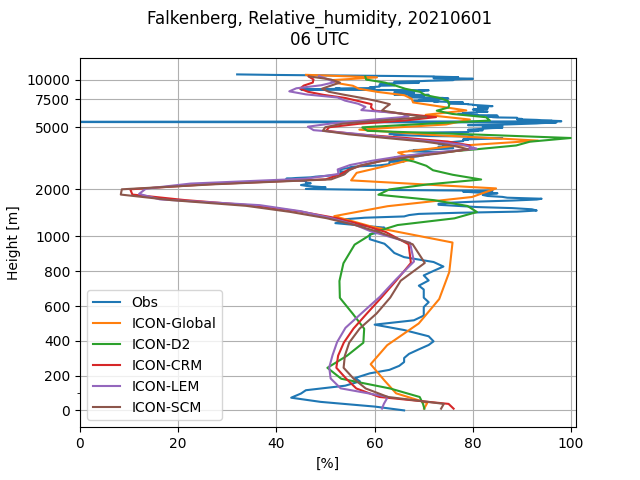 Falkenberg, Relative_humidity, 20210601
06 UTC
Height [m]
10000
7500
5000
2000
1000
800
600
400
200
0
Obs
ICON-Global
ICON-D2
ICON-CRM
ICON-LEM
ICON-SCM
0 20 40 60 80 100
[%]